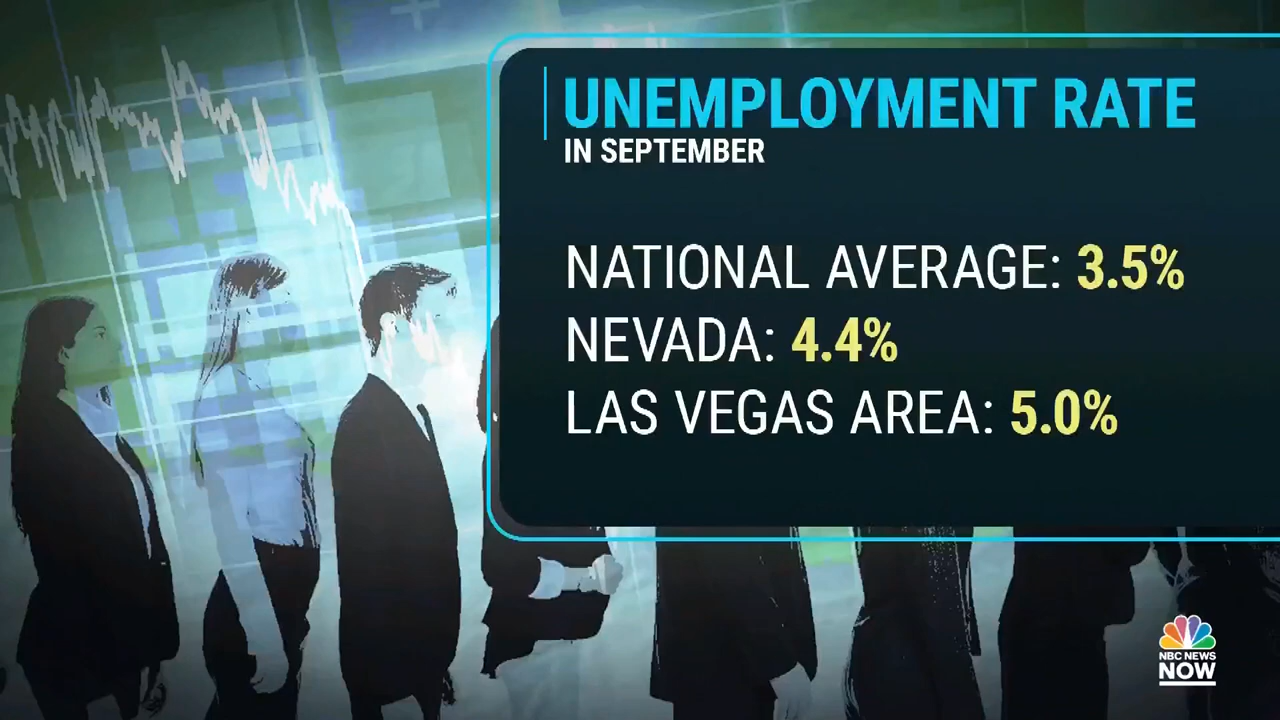 UNEMPLOYMENT RATE
IN SEPTEMBER
NATIONAL AVERAGE: 3.5%
NEVADA: 4.4%
LAS VEGAS AREA: 5.0%
NBC NEWS
NOW